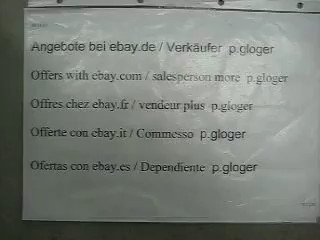 Angebote bei ebay.de / Verkäufer p.gloger
Offers with ebay.com / salesperson more p.gloger
Offres chez ebay.fr / vendeur plus p.gloger
Offerte con ebay.it / Commesso p.gloger
Ofertas con ebay.es / Dependiente p.gloger